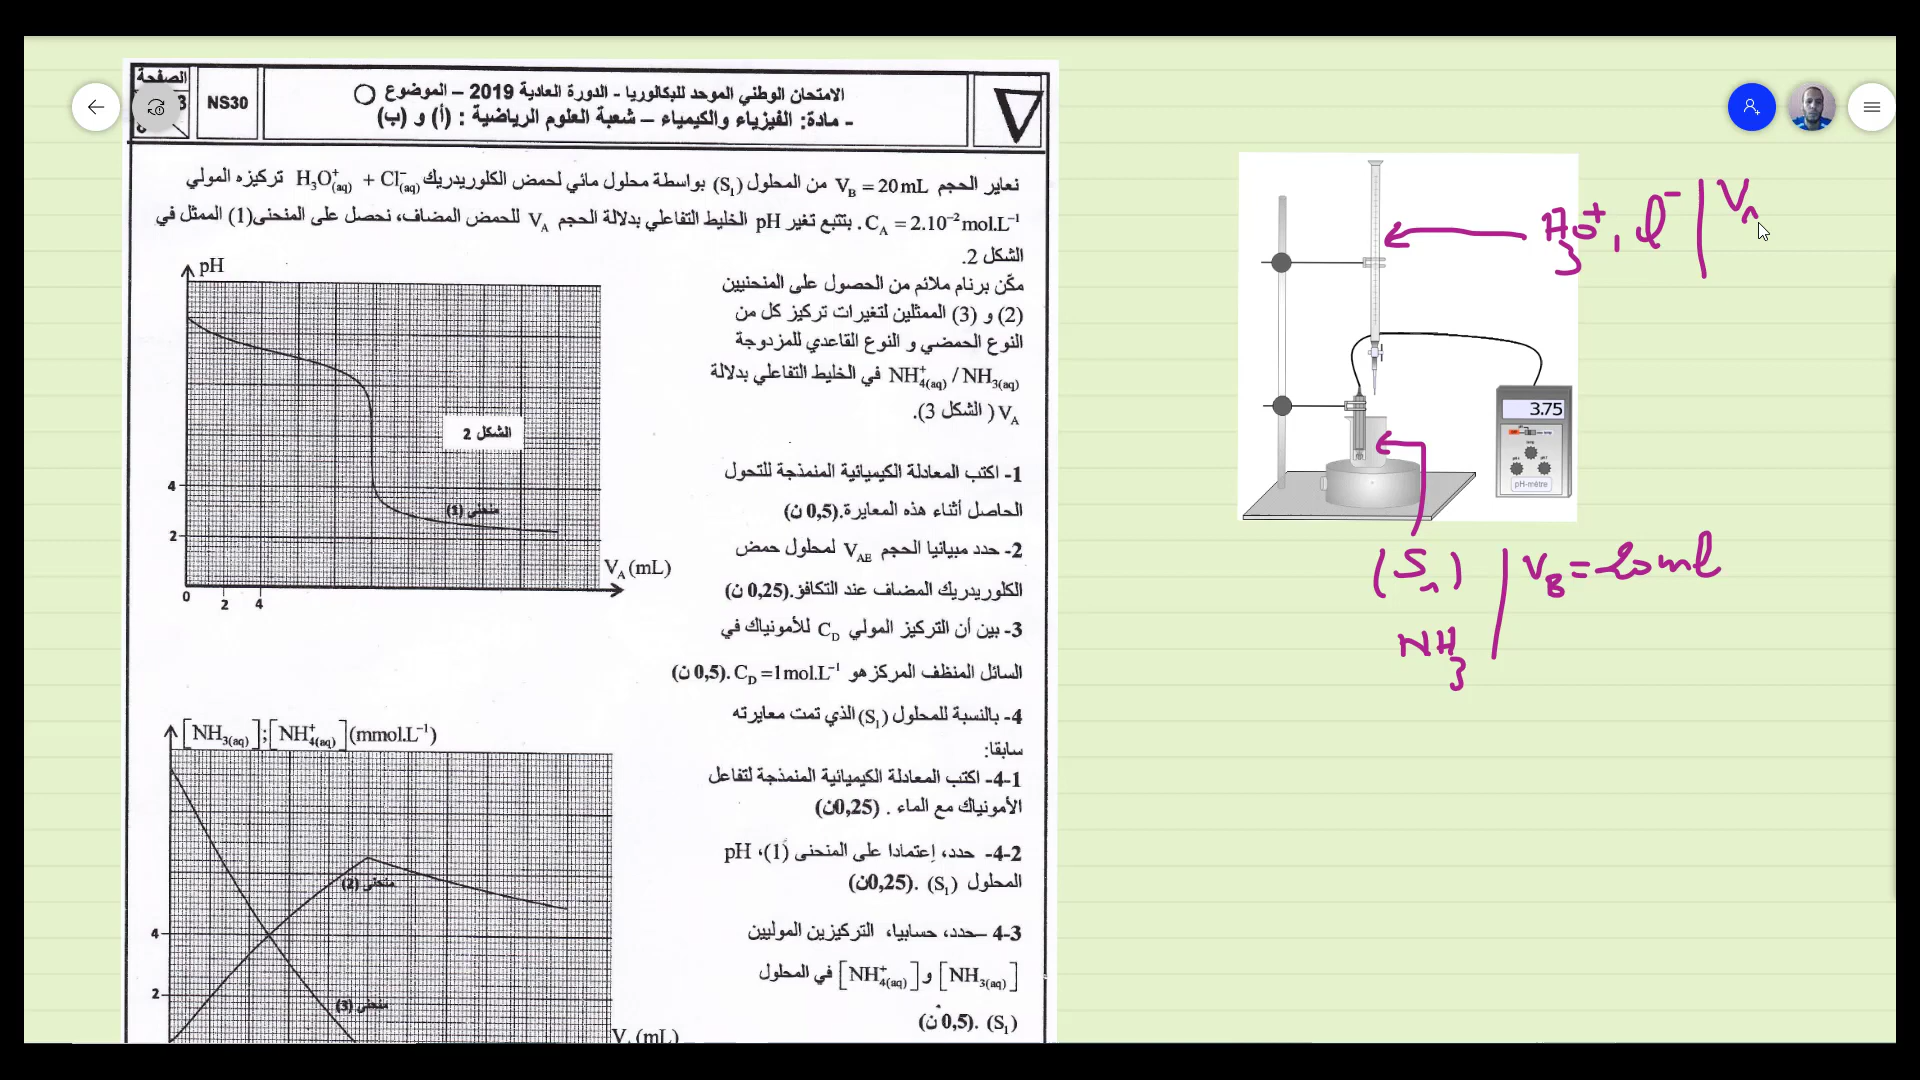 الصفحة
3
NS30
الامتحان الوطني الموحد للبكالوريا - الدورة العادية 2019 – الموضوع
- مادة: الفيزياء والكيمياء – شعبة العلوم الرياضية : (أ) و (ب)
نعاير الحجم V_B = 20 mL من المحلول (S₁) بواسطة محلول مائي لحمض الكلوريدريك H₃O⁺(aq) + Cl⁻(aq) تركيزه المولي
C_A = 2.10⁻² mol.L⁻¹ . بتتبع تغير pH الخليط التفاعلي بدلالة الحجم V_A للحمض المضاف، نحصل على المنحنى(1) الممثل في
الشكل 2.
مكّن برنام ملائم من الحصول على المنحنيين
(2) و (3) الممثلين لتغيرات تركيز كل من
النوع الحمضي و النوع القاعدي للمزدوجة
NH₄⁺(aq) / NH₃(aq) في الخليط التفاعلي بدلالة
V_A ( الشكل 3).
1- اكتب المعادلة الكيميائية المنمذجة للتحول
الحاصل أثناء هذه المعايرة.(0,5 ن)
2- حدد مبيانيا الحجم V_AE لمحلول حمض
الكلوريدريك المضاف عند التكافؤ.(0,25 ن)
3- بين أن التركيز المولي C_D للأمونياك في
السائل المنظف المركز هو C_D =1mol.L⁻¹ .(0,5 ن)
4- بالنسبة للمحلول (S₁) الذي تمت معايرته
سابقا:
4-1- اكتب المعادلة الكيميائية المنمذجة لتفاعل
الأمونياك مع الماء . (0,25ن)
4-2- حدد، إعتمادا على المنحنى (1)، pH
المحلول (S₁) .(0,25ن)
4-3 –حدد، حسابيا، التركيزين الموليين
[NH₃(aq)] و [NH₄⁺(aq)] في المحلول
(S₁) .(0,5 ن)
pH
4
2
0
2
4
V_A (mL)
الشكل 2
منحنى (1)
[NH₃(aq)];[NH₄⁺(aq)](mmol.L⁻¹)
4
2
منحنى (2)
منحنى (3)
(mL)
H₃O⁺, Cl⁻ | V_A
3.75
pH-mètre
(S₁) | V_B = 20 ml
NH₃